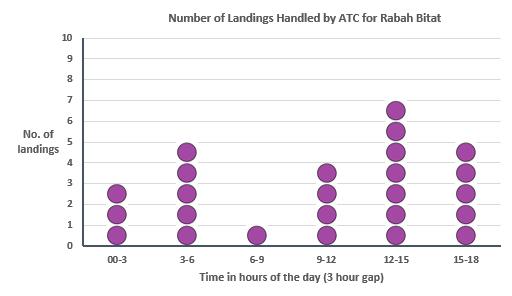 Number of Landings Handled by ATC for Rabah Bitat
10
9
8
7
6
5
4
3
2
1
0
No. of
landings
00-3 3-6 6-9 9-12 12-15 15-18
Time in hours of the day (3 hour gap)